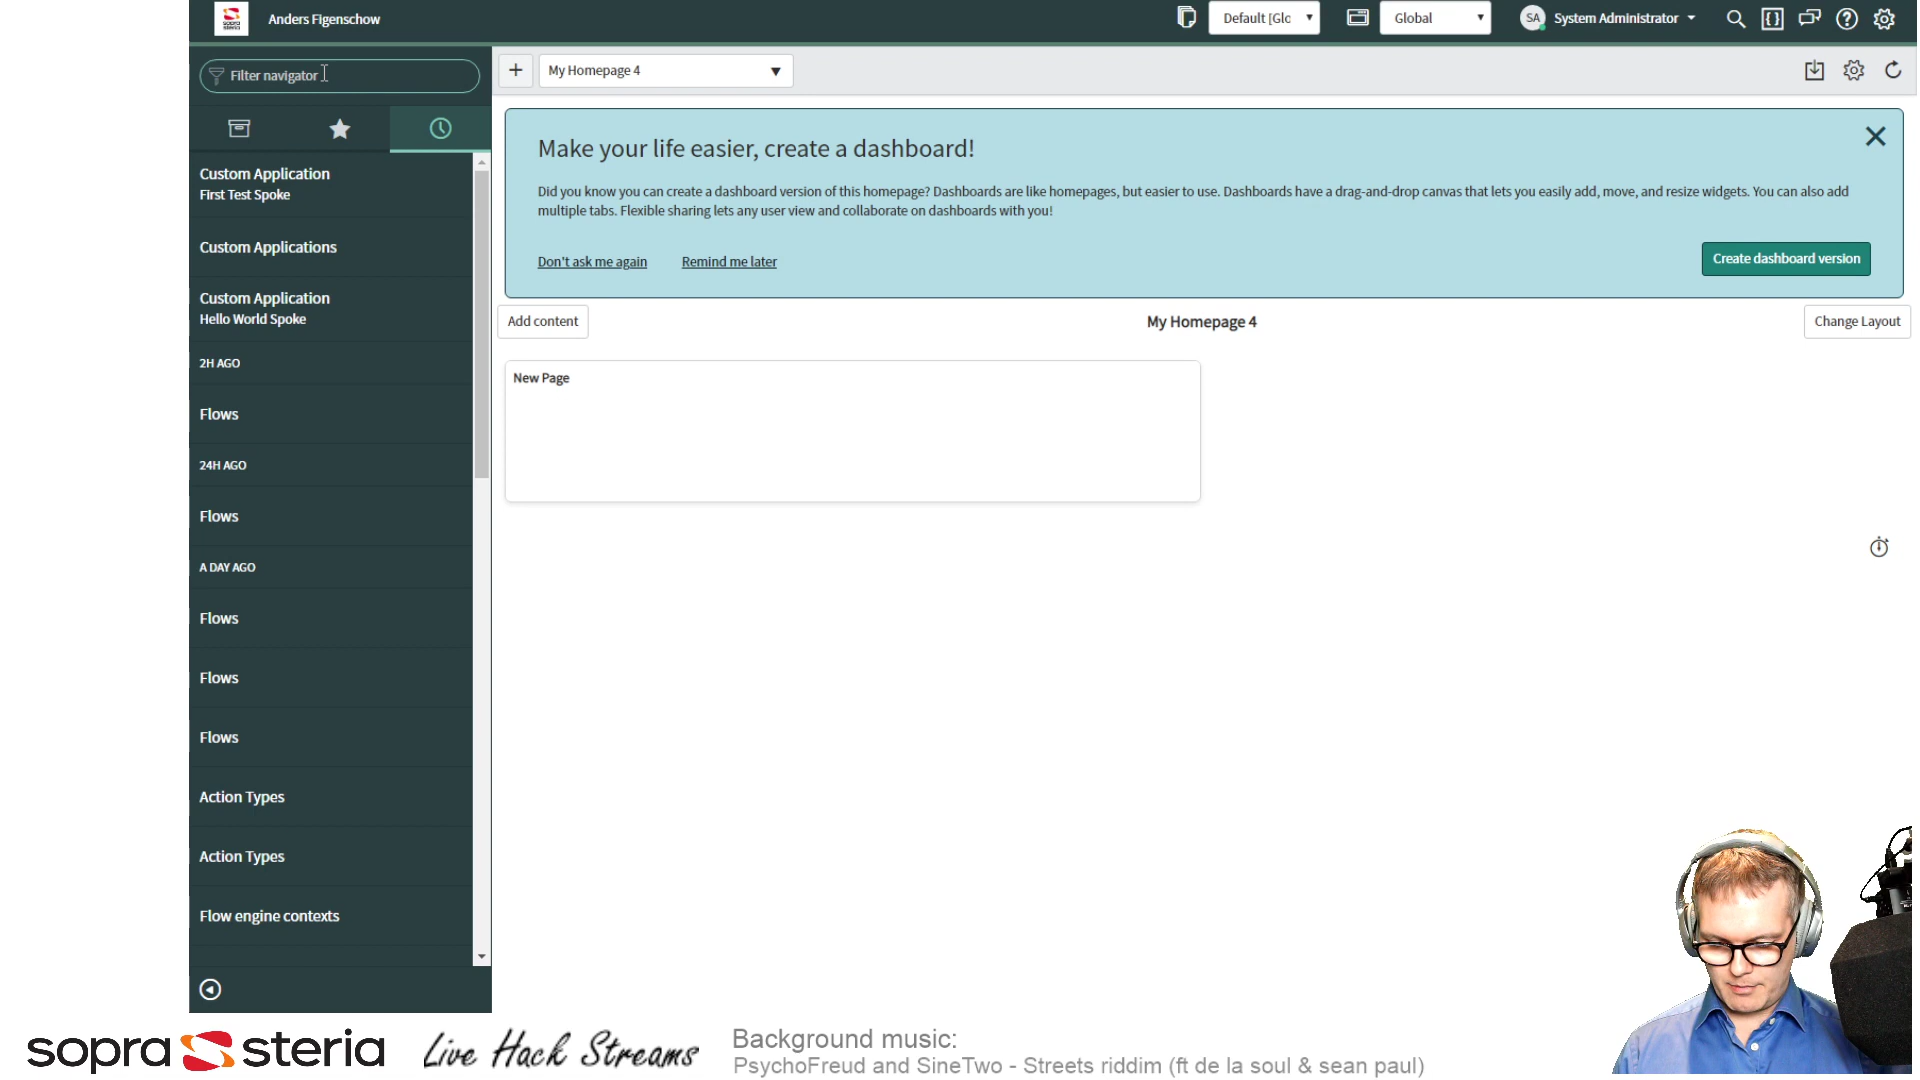 sopra steria
Anders Figenschow
Default [Glo
Global
SA
System Administrator
Filter navigator
My Homepage 4
Custom Application
First Test Spoke
Custom Applications
Custom Application
Hello World Spoke
2H AGO
Flows
24H AGO
Flows
A DAY AGO
Flows
Flows
Flows
Action Types
Action Types
Flow engine contexts
Make your life easier, create a dashboard!
Did you know you can create a dashboard version of this homepage? Dashboards are like homepages, but easier to use. Dashboards have a drag-and-drop canvas that lets you easily add, move, and resize widgets. You can also add
multiple tabs. Flexible sharing lets any user view and collaborate on dashboards with you!
Don't ask me again
Remind me later
Create dashboard version
Add content
My Homepage 4
Change Layout
New Page
sopra steria
Live Hack Streams
Background music:
PsychoFreud and SineTwo - Streets riddim (ft de la soul & sean paul)